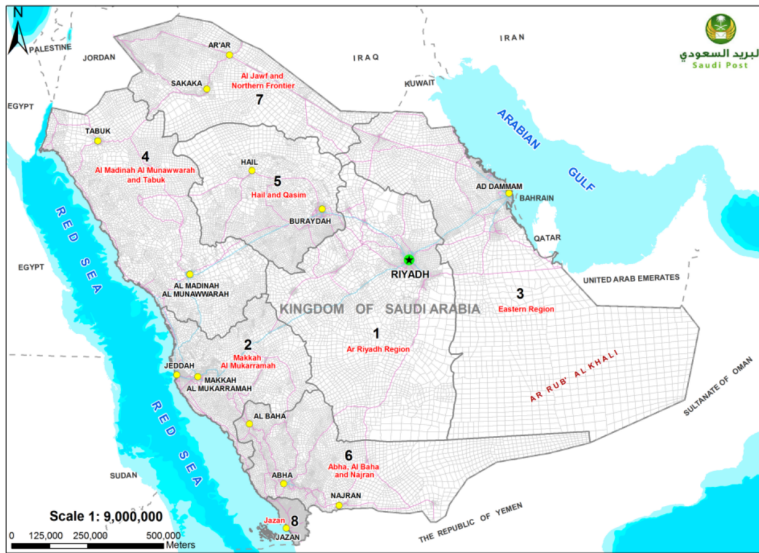 N
البريد السعودي
Saudi Post
PALESTINE
JORDAN
IRAQ
IRAN
KUWAIT
EGYPT
AR'AR
SAKAKA
Al Jawf and
Northern Frontier
7
TABUK
4
Al Madinah Al Munawwarah
and Tabuk
HAIL
5
Hail and Qasim
BURAYDAH
ARABIAN
GULF
AD DAMMAM
BAHRAIN
QATAR
RED SEA
EGYPT
AL MADINAH
AL MUNAWWARAH
RIYADH
UNITED ARAB EMIRATES
KINGDOM OF SAUDI ARABIA
3
Eastern Region
1
Ar Riyadh Region
2
Makkah
Al Mukarramah
JEDDAH
MAKKAH
AL MUKARRAMAH
AR RUB' AL KHALI
SULTANATE OF OMAN
RED SEA
AL BAHA
6
Abha, Al Baha
and Najran
SUDAN
ABHA
NAJRAN
Jazan
8
JAZAN
THE REPUBLIC OF YEMEN
Scale 1: 9,000,000
0 125,000 250,000 500,000
Meters